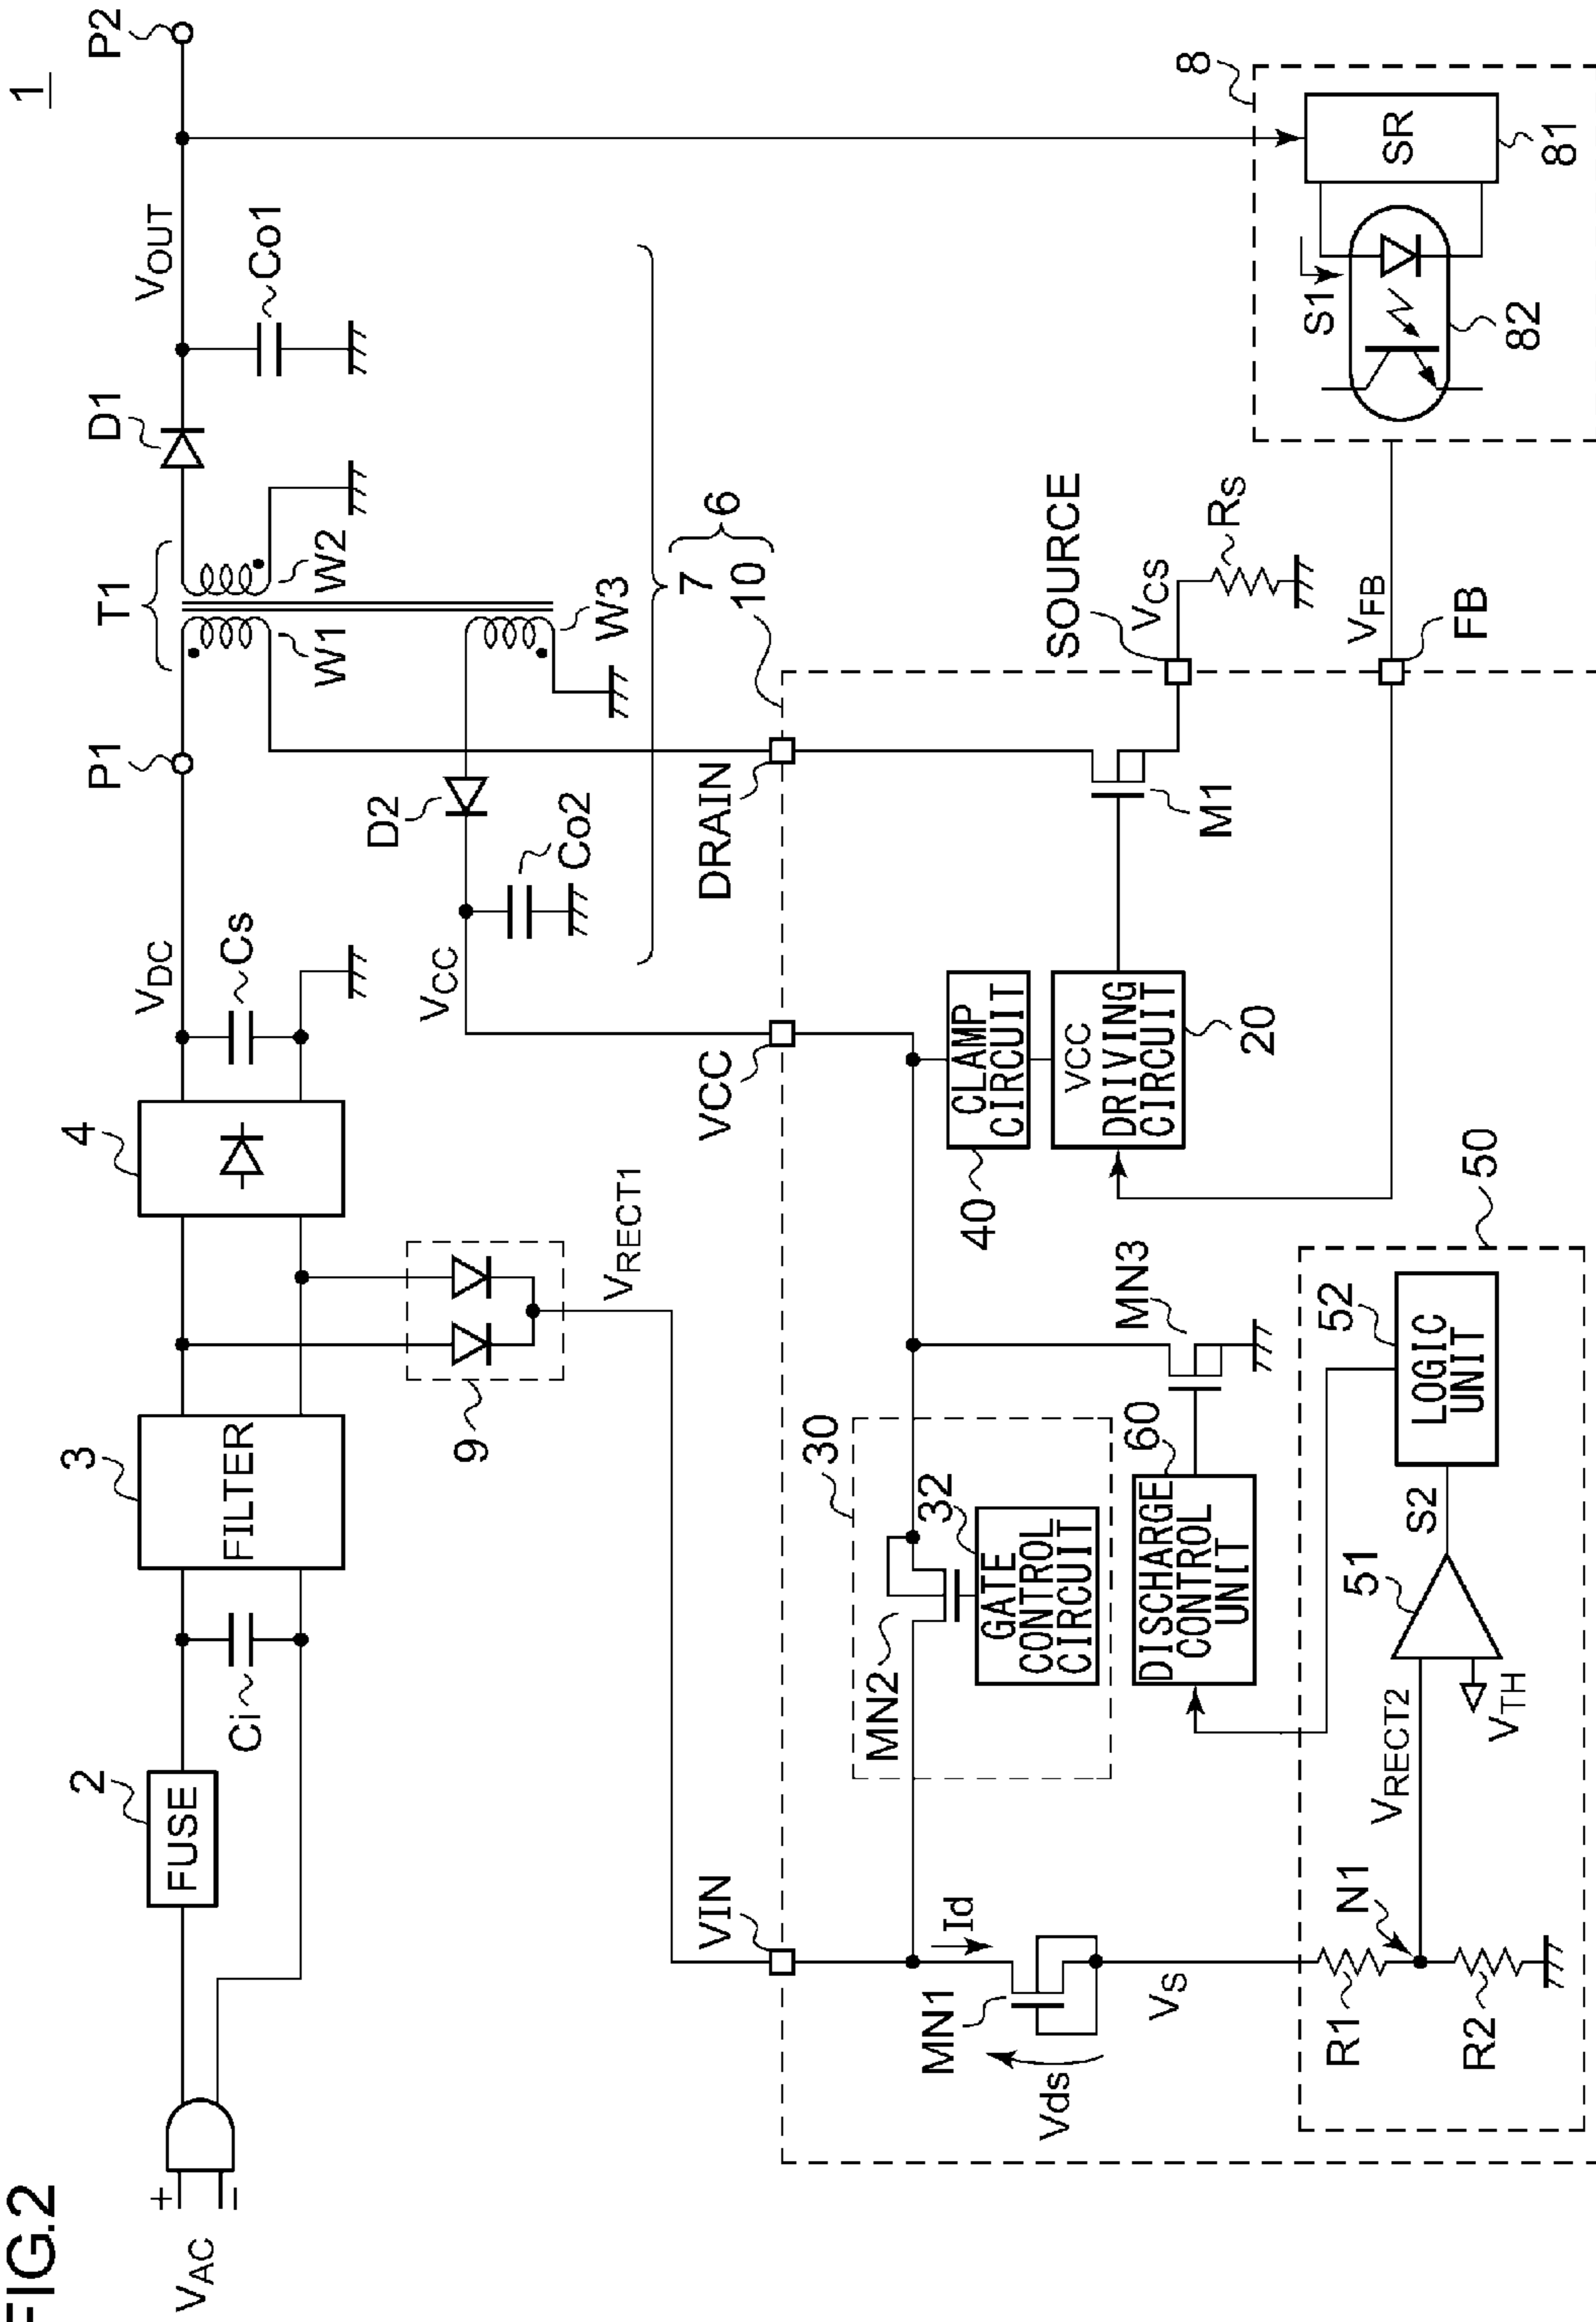 FIG.2
1
VAC
+
−
2
FUSE
Ci
3
FILTER
4
VDC
Cs
P1
T1
W1
W2
W3
D1
VOUT
Co1
P2
9
VRECT1
VCC
D2
Co2
7
10
6
VIN
VCC
DRAIN
10
SOURCE
VCS
RS
8
SR
81
S1
82
VFB
FB
Id
MN1
Vds
VS
30
MN2
32
GATE
CONTROL
CIRCUIT
40
CLAMP
CIRCUIT
VCC
DRIVING
CIRCUIT
20
M1
MN3
60
DISCHARGE
CONTROL
UNIT
50
R1
N1
R2
VRECT2
VTH
51
S2
52
LOGIC
UNIT